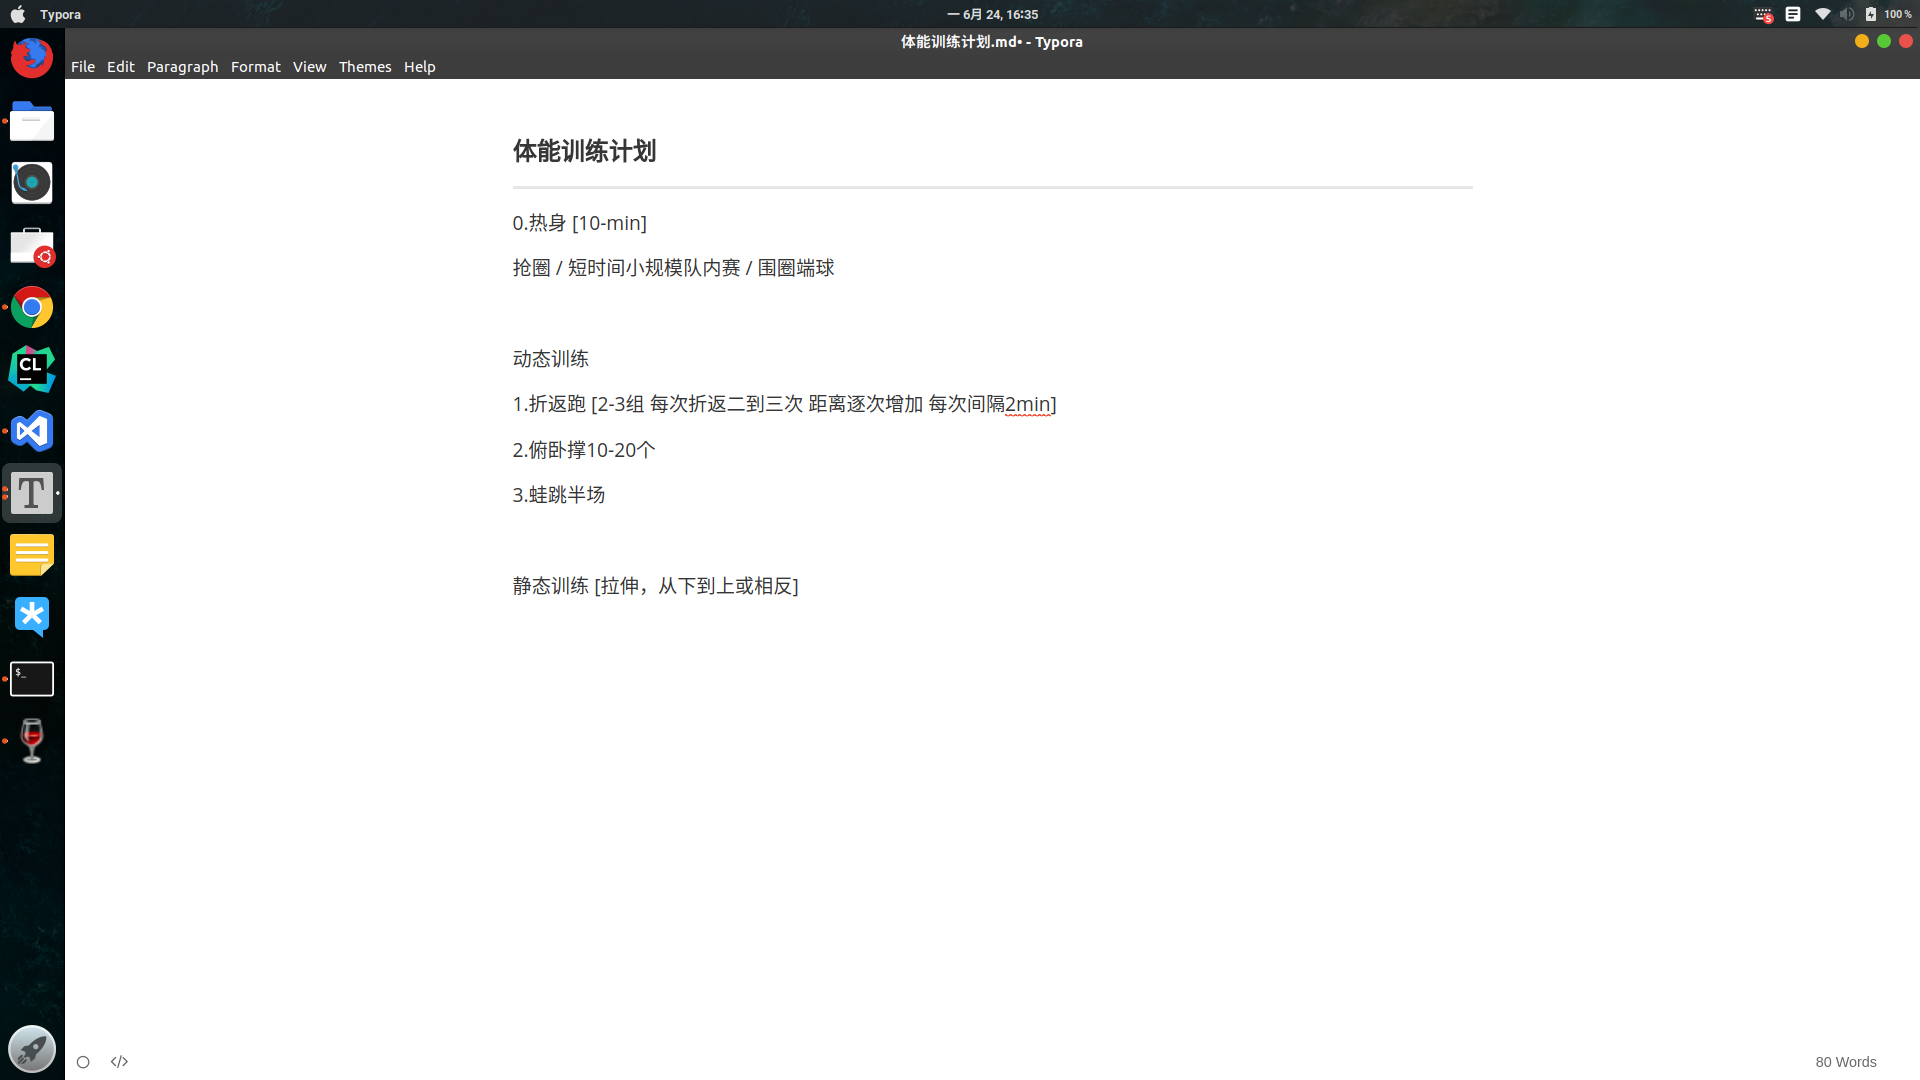 Typora
一 6月 24, 16:35
100 %
体能训练计划.md• - Typora
File Edit Paragraph Format View Themes Help
体能训练计划
0.热身 [10-min]
抢圈 / 短时间小规模队内赛 / 围圈端球
动态训练
1.折返跑 [2-3组 每次折返二到三次 距离逐次增加 每次间隔2min]
2.俯卧撑10-20个
3.蛙跳半场
静态训练 [拉伸，从下到上或相反]
CL
T
$_
</>
80 Words